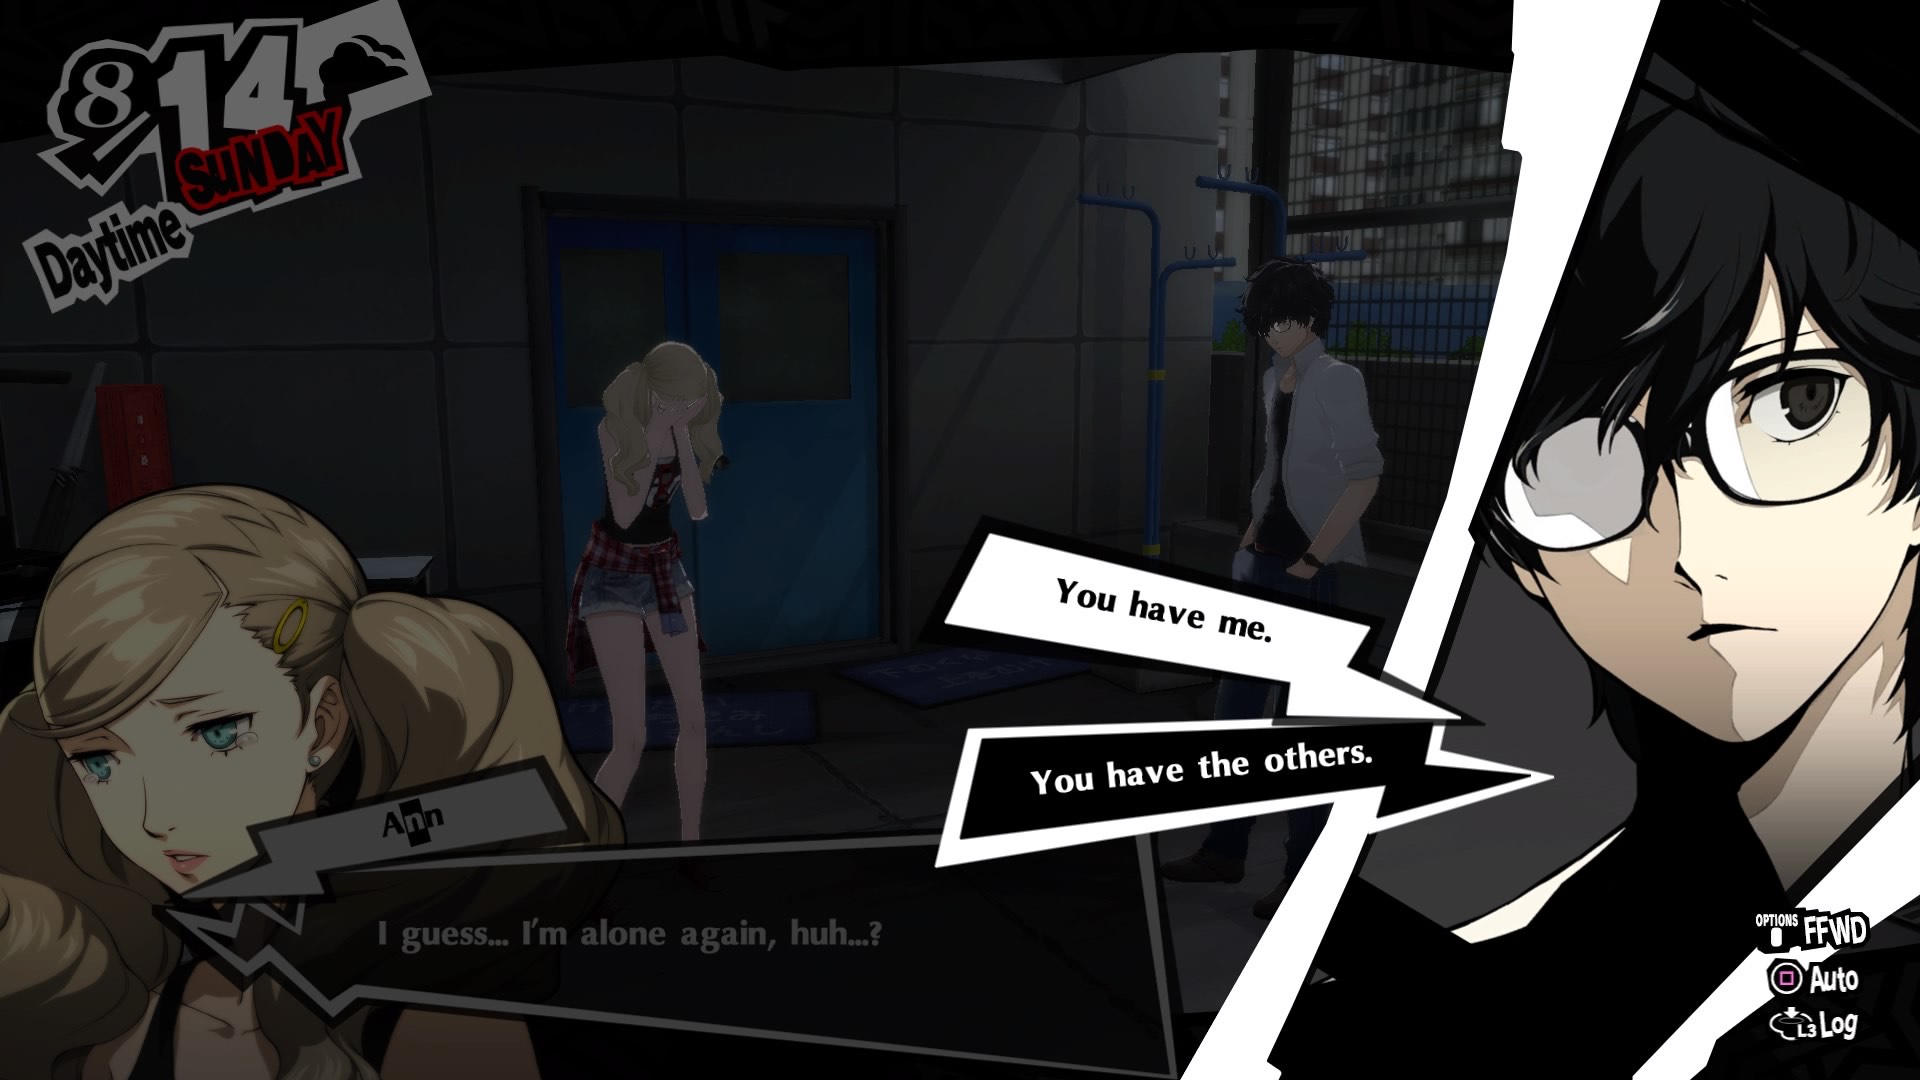 8/14
SUNDAY
Daytime
You have me.
You have the others.
Ann
I guess... I'm alone again, huh...?
OPTIONS FFWD
Auto
L3 Log